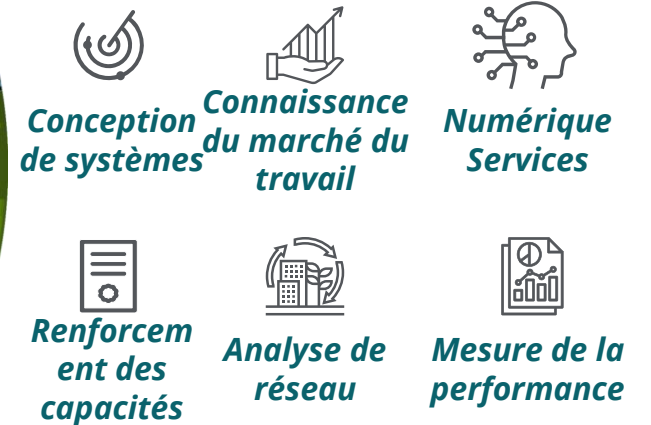 Conception
de systèmes
Connaissance
du marché du
travail
Numérique
Services
Renforcem
ent des
capacités
Analyse de
réseau
Mesure de la
performance